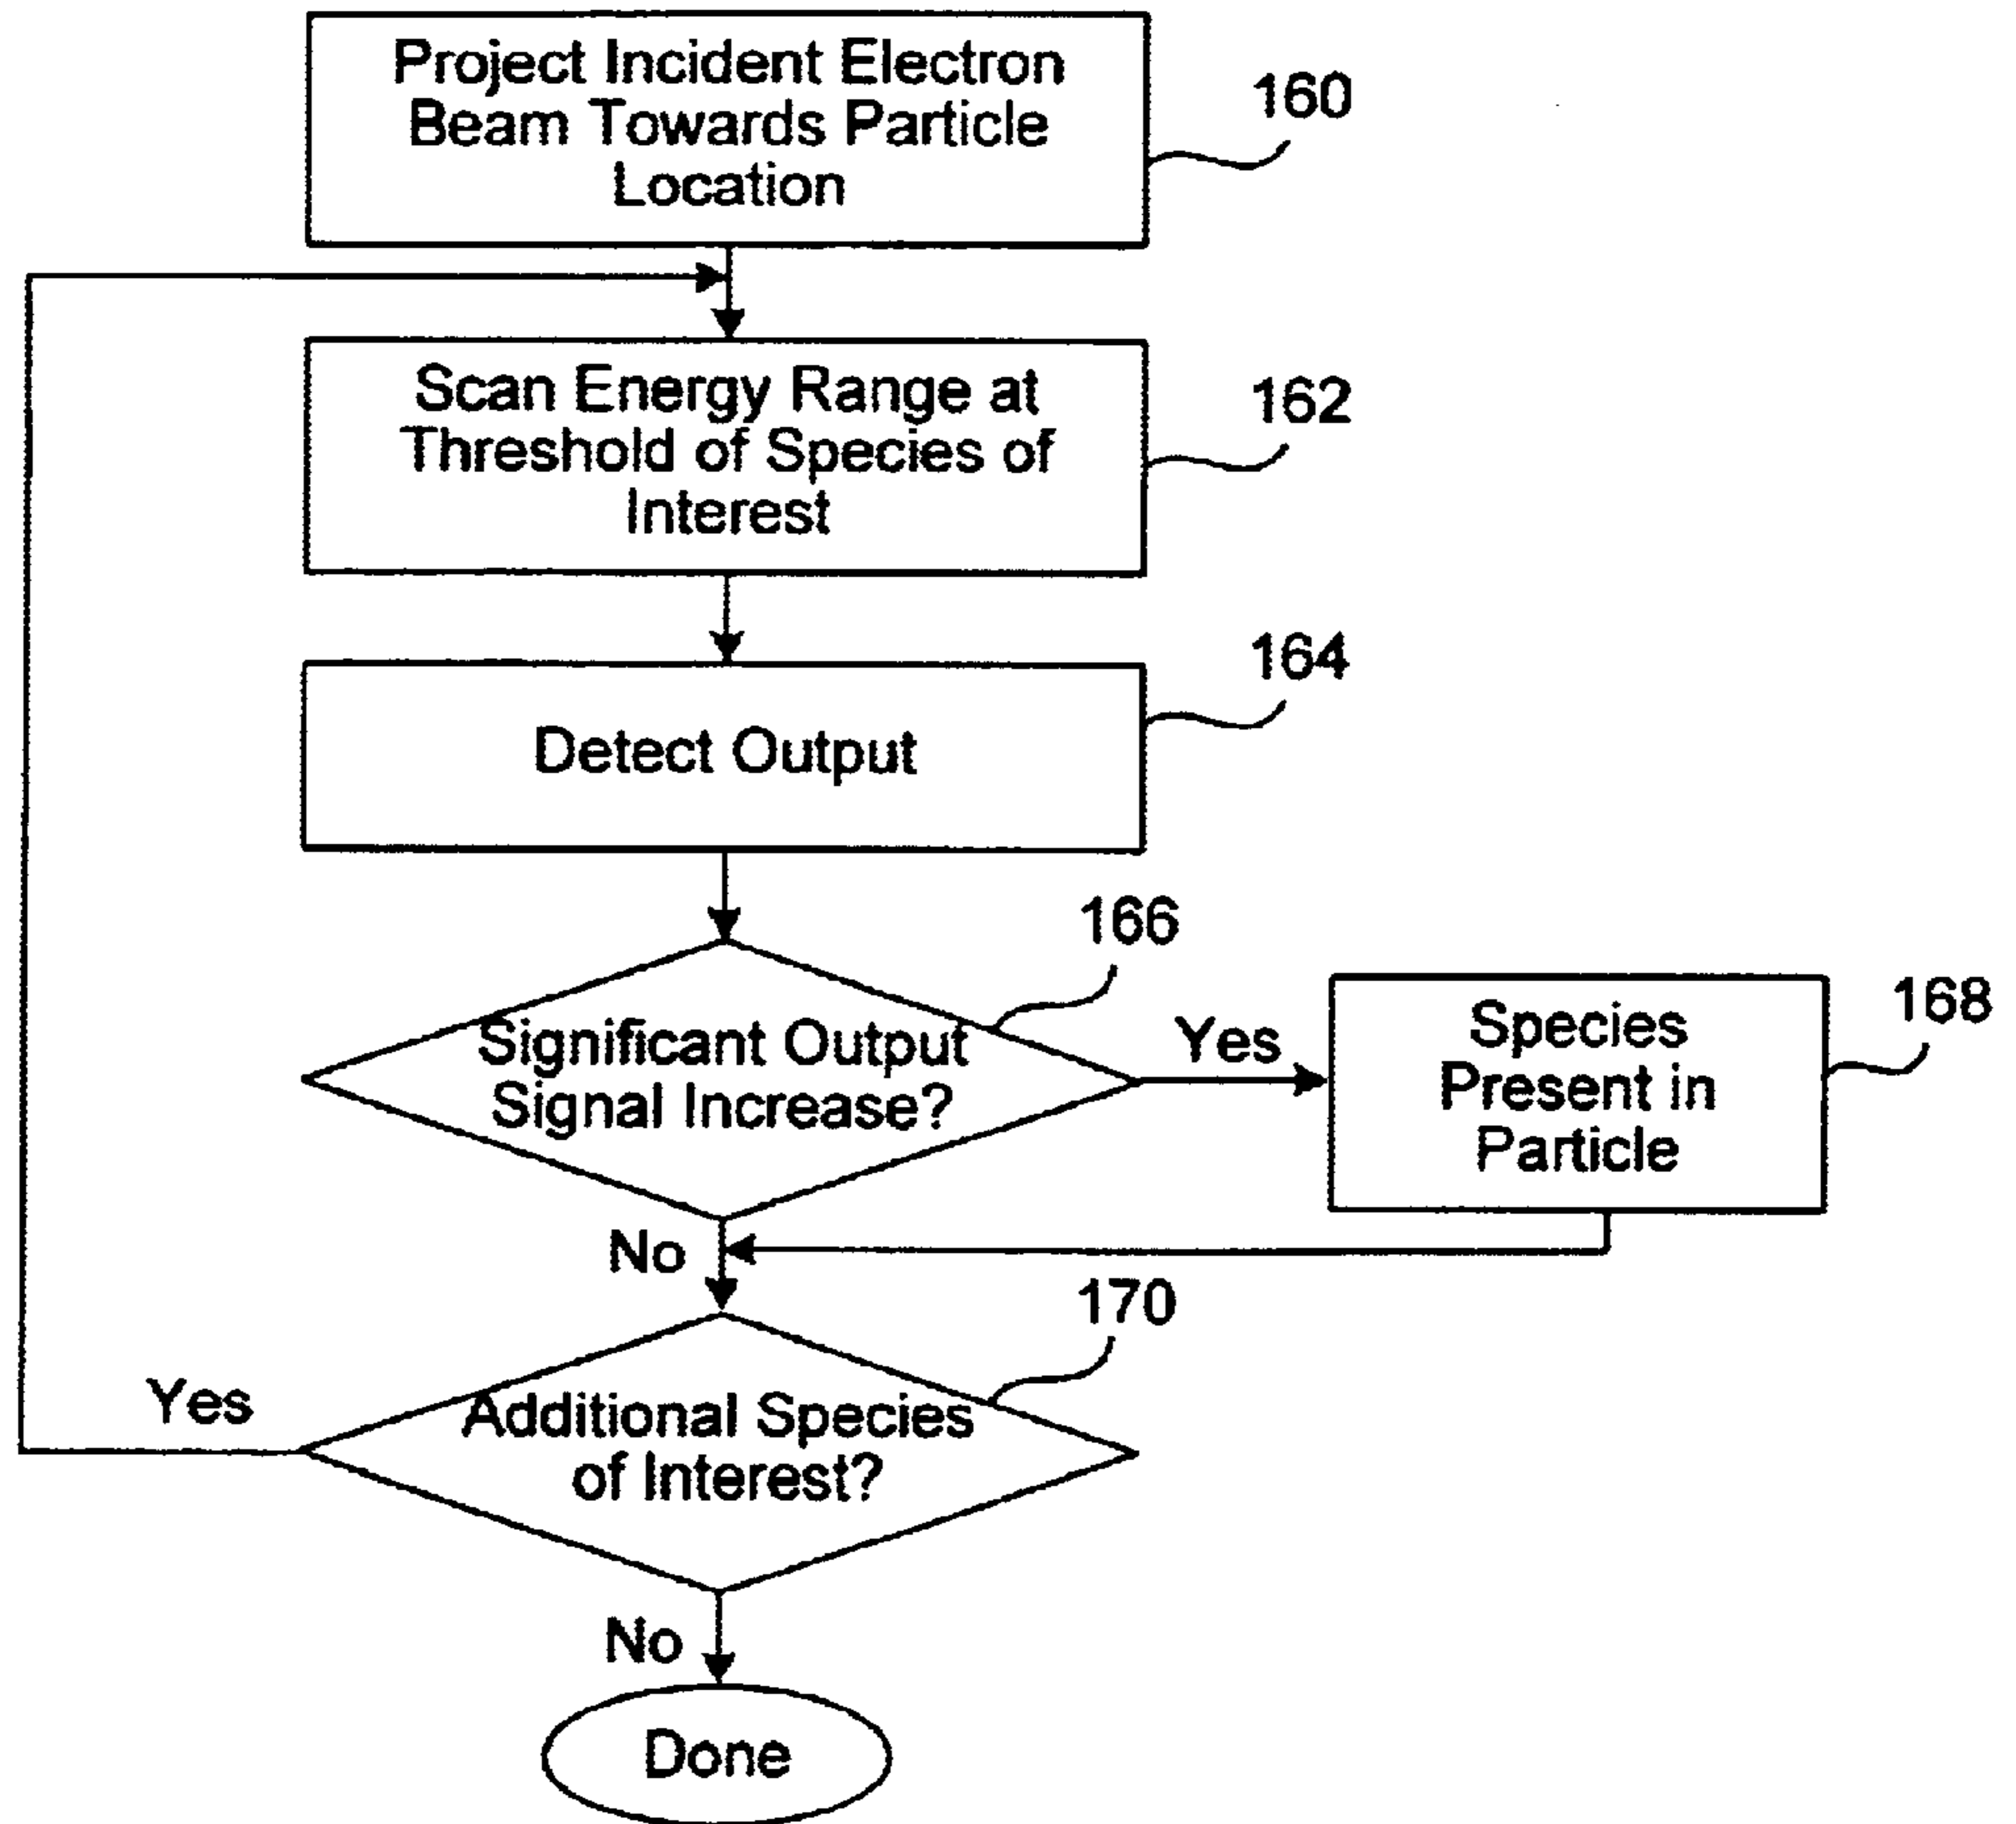 Project Incident Electron
Beam Towards Particle
Location
160
Scan Energy Range at
Threshold of Species of
Interest
162
Detect Output
164
Significant Output
Signal Increase?
166
Yes
Species
Present in
Particle
168
No
Additional Species
of Interest?
170
Yes
No
Done